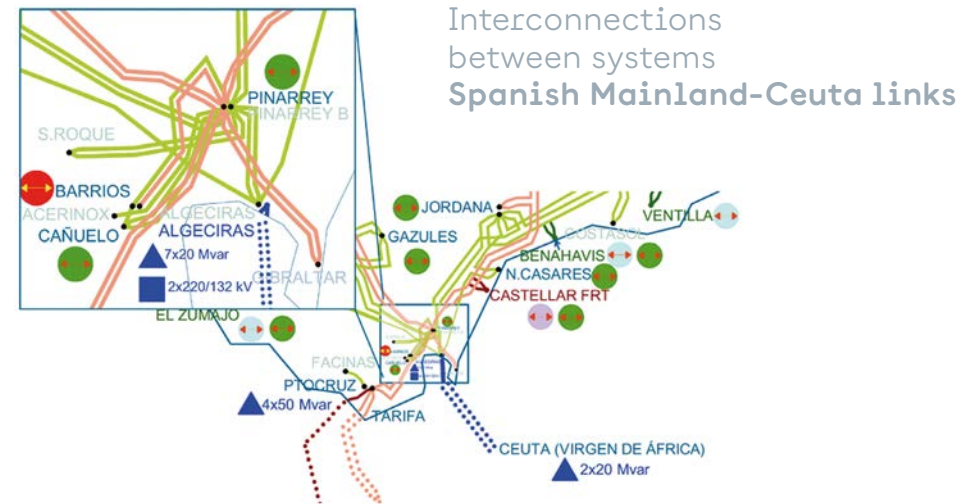 Interconnections
between systems
Spanish Mainland-Ceuta links
PINARREY
PINARREY B
S.ROQUE
BARRIOS
ACERINOX
CAÑUELO
ALGECIRAS
ALGECIRAS
7x20 Mvar
2x220/132 kV
GIBRALTAR
JORDANA
GAZULES
VENTILLA
COSTASOL
BENAHAVIS
N.CASARES
CASTELLAR FRT
EL ZUMAJO
FACINAS
PTOCRUZ
4x50 Mvar
TARIFA
CEUTA (VIRGEN DE ÁFRICA)
2x20 Mvar